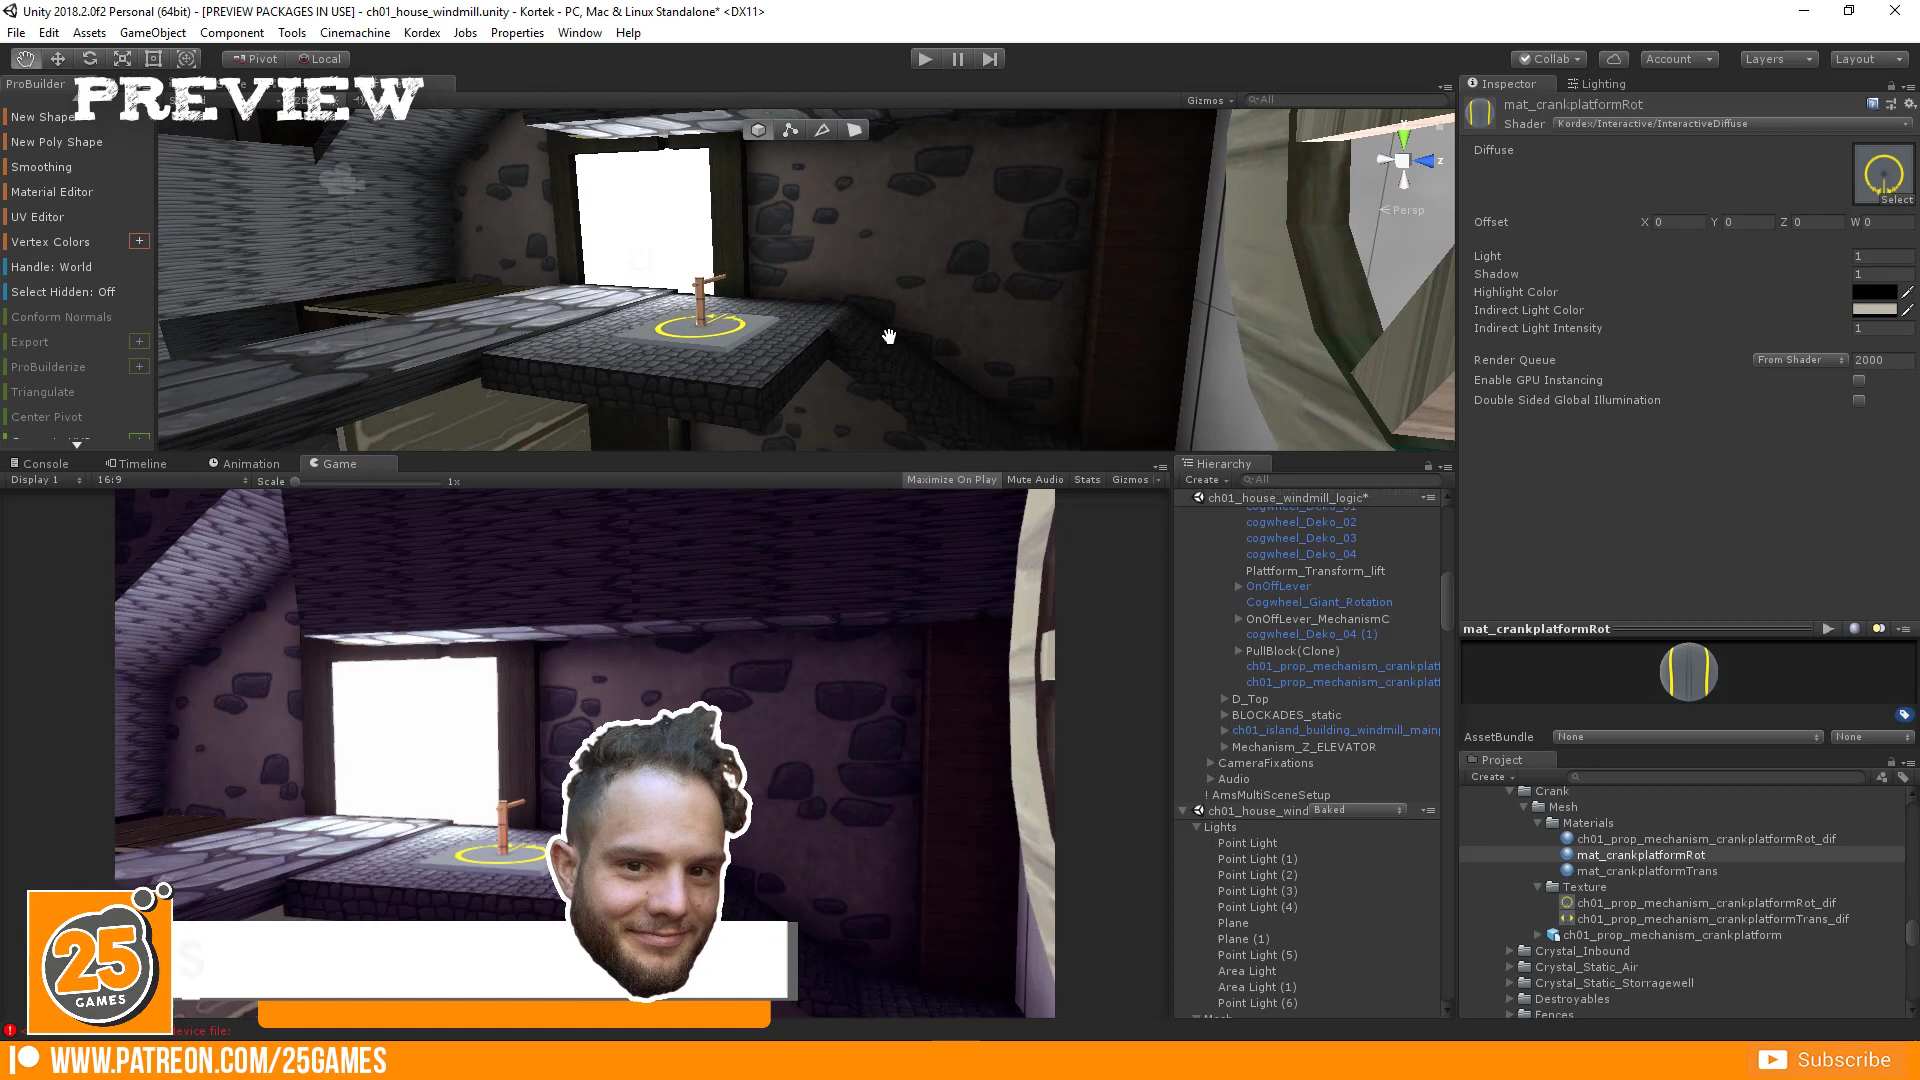 Unity 2018.2.0f2 Personal (64bit) - [PREVIEW PACKAGES IN USE] - ch01_house_windmill.unity - Kortek - PC, Mac & Linux Standalone* <DX11>
File Edit Assets GameObject Component Tools Cinemachine Kordex Jobs Properties Window Help
Pivot Local
Collab Account Layers Layout
ProBuilder
PREVIEW
Gizmos All
New Shape
New Poly Shape
Smoothing
Material Editor
UV Editor
Vertex Colors +
Handle: World
Select Hidden: Off
Conform Normals
Export +
ProBuilderize +
Triangulate
Center Pivot
z
Persp
Inspector Lighting
mat_crankplatformRot
Shader Kordex/Interactive/InteractiveDiffuse
Diffuse
Select
Offset X 0 Y 0 Z 0 W 0
Light 1
Shadow 1
Highlight Color
Indirect Light Color
Indirect Light Intensity 1
Render Queue From Shader 2000
Enable GPU Instancing
Double Sided Global Illumination
Console Timeline Animation Game
Display 1 16:9 Scale 1x Maximize On Play Mute Audio Stats Gizmos
Hierarchy
Create All
ch01_house_windmill_logic*
cogwheel_Deko_01
cogwheel_Deko_02
cogwheel_Deko_03
cogwheel_Deko_04
Plattform_Transform_lift
OnOffLever
Cogwheel_Giant_Rotation
OnOffLever_MechanismC
cogwheel_Deko_04 (1)
PullBlock(Clone)
ch01_prop_mechanism_crankplatf
ch01_prop_mechanism_crankplatf
D_Top
BLOCKADES_static
ch01_island_building_windmill_main
Mechanism_Z_ELEVATOR
CameraFixations
Audio
! AmsMultiSceneSetup
ch01_house_wind Baked
Lights
Point Light
Point Light (1)
Point Light (2)
Point Light (3)
Point Light (4)
Plane
Plane (1)
Point Light (5)
Area Light
Area Light (1)
Point Light (6)
mat_crankplatformRot
AssetBundle None None
Project
Create
Crank
Mesh
Materials
ch01_prop_mechanism_crankplatformRot_dif
mat_crankplatformRot
mat_crankplatformTrans
Texture
ch01_prop_mechanism_crankplatformRot_dif
ch01_prop_mechanism_crankplatformTrans_dif
ch01_prop_mechanism_crankplatform
Crystal_Inbound
Crystal_Static_Air
Crystal_Static_Storragewell
Destroyables
Fences
25
GAMES
S
device file:
WWW.PATREON.COM/25GAMES
Subscribe